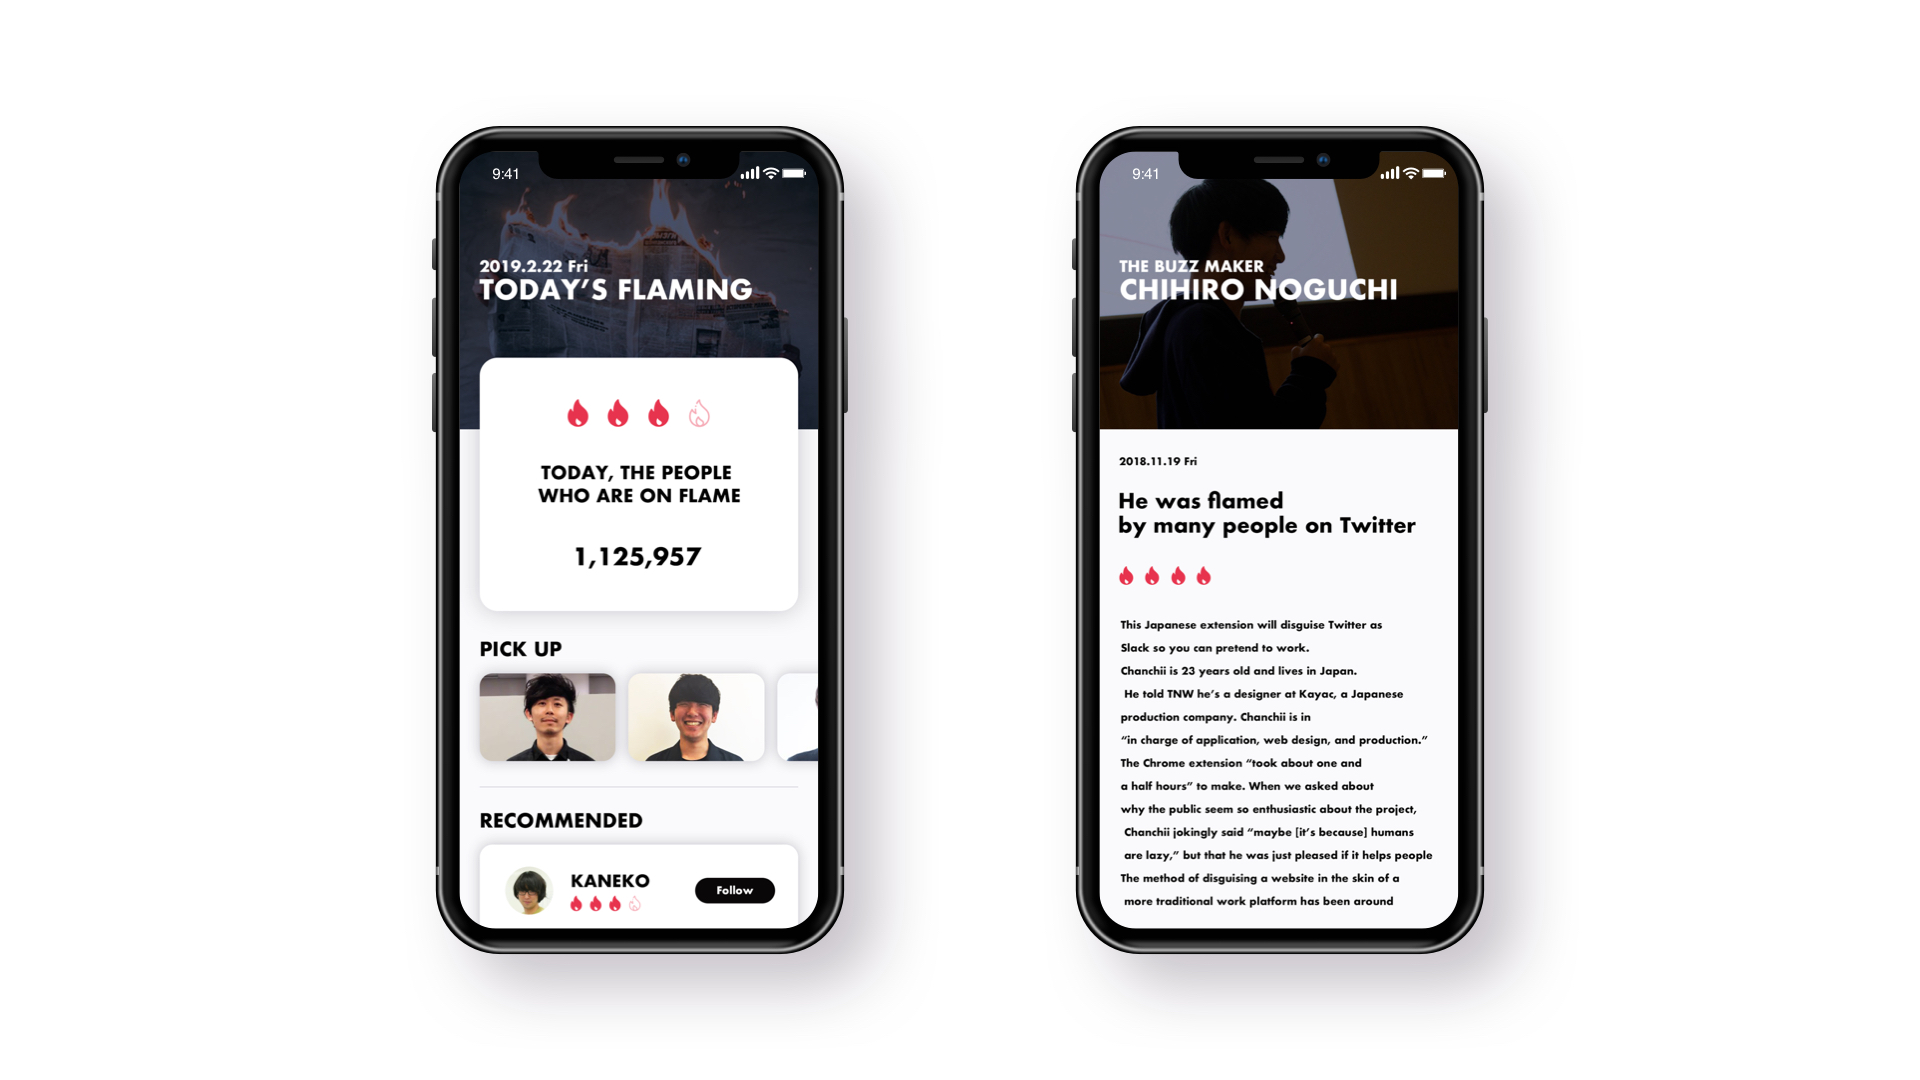 9:41
2019.2.22 Fri
TODAY'S FLAMING
TODAY, THE PEOPLE
WHO ARE ON FLAME
1,125,957
PICK UP
RECOMMENDED
KANEKO
Follow
9:41
THE BUZZ MAKER
CHIHIRO NOGUCHI
2018.11.19 Fri
He was flamed
by many people on Twitter
This Japanese extension will disguise Twitter as
Slack so you can pretend to work.
Chanchii is 23 years old and lives in Japan.
He told TNW he's a designer at Kayac, a Japanese
production company. Chanchii is in
“in charge of application, web design, and production.”
The Chrome extension “took about one and
a half hours” to make. When we asked about
why the public seem so enthusiastic about the project,
Chanchii jokingly said “maybe [it's because] humans
are lazy,” but that he was just pleased if it helps people
The method of disguising a website in the skin of a
more traditional work platform has been around